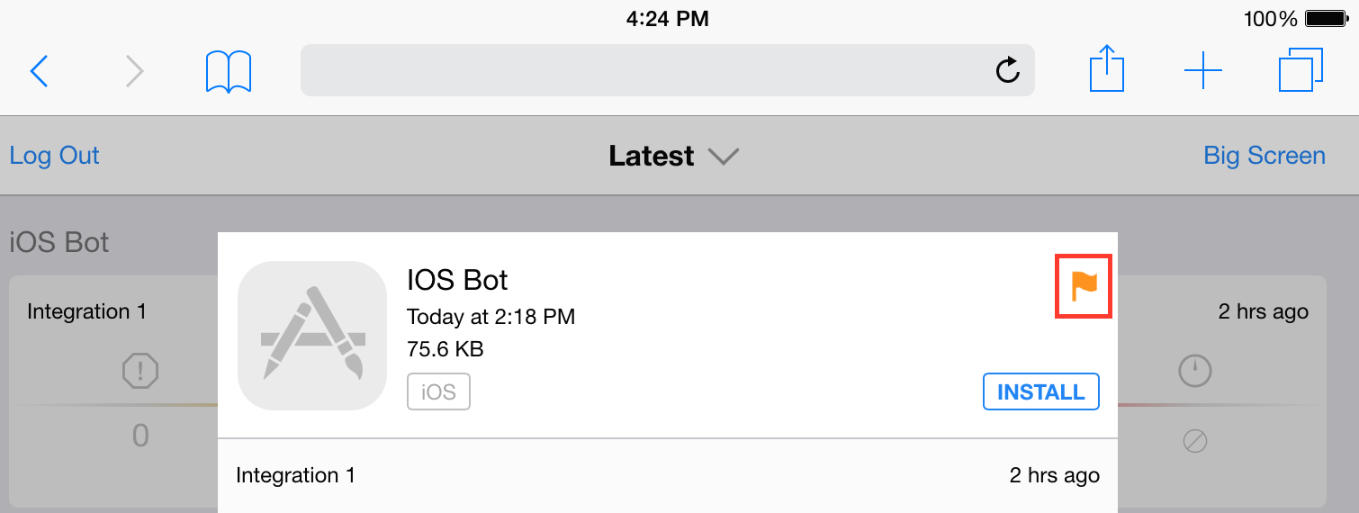 4:24 PM
100%
Log Out
Latest
Big Screen
iOS Bot
IOS Bot
Integration 1
Today at 2:18 PM
2 hrs ago
75.6 KB
iOS
INSTALL
0
Integration 1
2 hrs ago